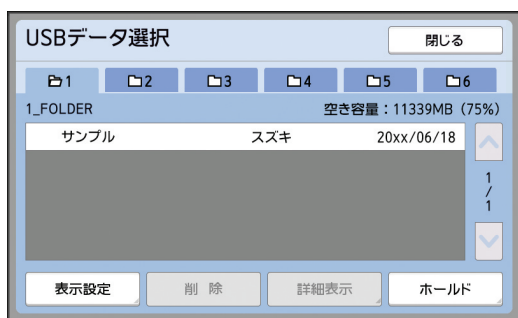 USBデータ選択 閉じる
1 2 3 4 5 6
1_FOLDER 空き容量：11339MB (75%)
サンプル スズキ 20xx/06/18
1
/
1
表示設定 削 除 詳細表示 ホールド